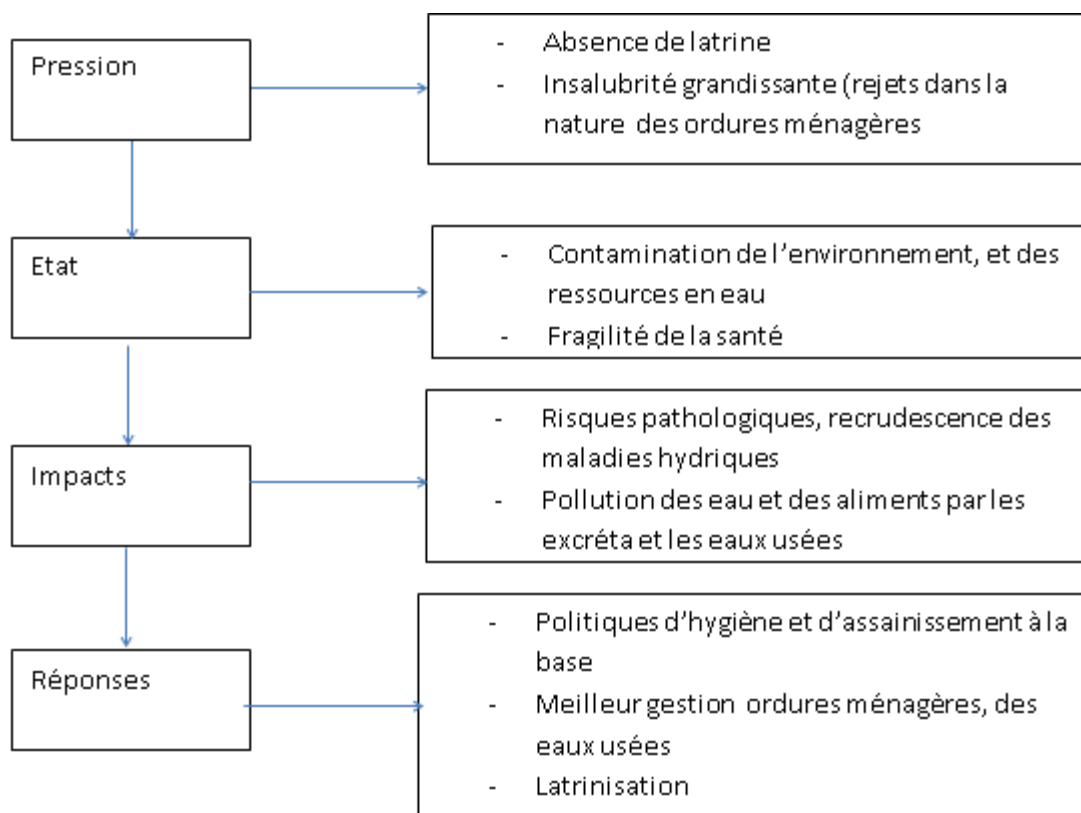 Pression
- Absence de latrine
- Insalubrité grandissante (rejets dans la
nature des ordures ménagères
Etat
- Contamination de l'environnement, et des
ressources en eau
- Fragilité de la santé
Impacts
- Risques pathologiques, recrudescence des
maladies hydriques
- Pollution des eau et des aliments par les
excréta et les eaux usées
Réponses
- Politiques d'hygiène et d'assainissement à la
base
- Meilleur gestion ordures ménagères, des
eaux usées
- Latrinisation